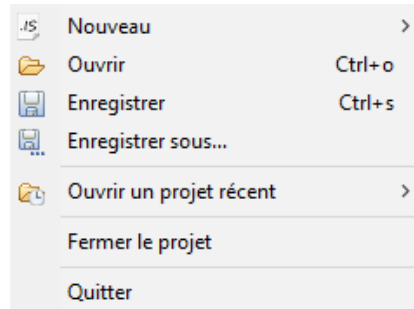 .JS Nouveau
Ouvrir Ctrl+o
Enregistrer Ctrl+s
Enregistrer sous...
Ouvrir un projet récent
Fermer le projet
Quitter